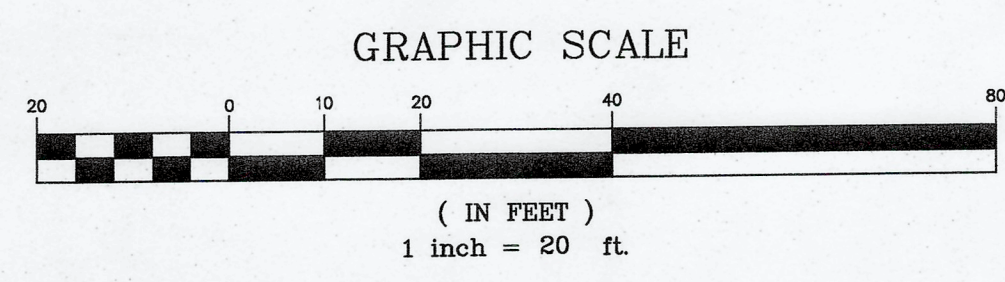 GRAPHIC SCALE
20 0 10 20 40 80
( IN FEET )
1 inch = 20 ft.